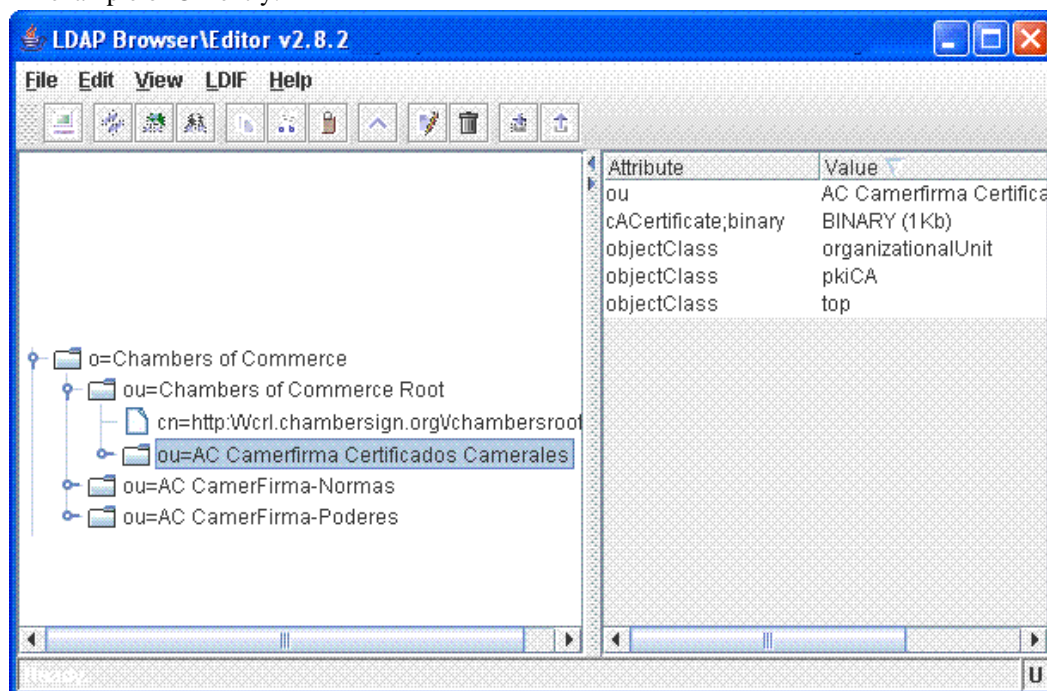 LDAP Browser\Editor v2.8.2
File Edit View LDIF Help
Attribute Value
ou AC Camerfirma Certifica
cACertificate;binary BINARY (1Kb)
objectClass organizationalUnit
objectClass pkiCA
objectClass top
o=Chambers of Commerce
ou=Chambers of Commerce Root
cn=http:\/\/crl.chambersign.org\/chambersroot
ou=AC Camerfirma Certificados Camerales
ou=AC CamerFirma-Normas
ou=AC CamerFirma-Poderes
Ready.
U